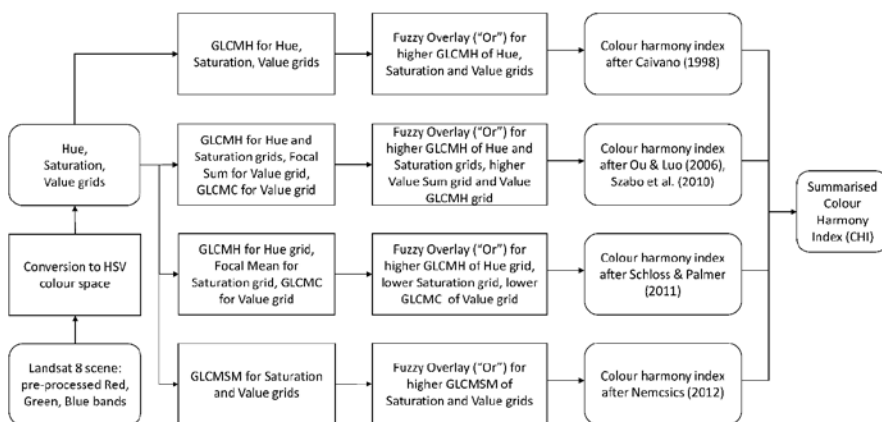 GLCMH for Hue,
Saturation, Value grids
Fuzzy Overlay (“Or”) for
higher GLCMH of Hue,
Saturation and Value grids
Colour harmony index
after Caivano (1998)
Hue,
Saturation,
Value grids
GLCMH for Hue and
Saturation grids, Focal
Sum for Value grid,
GLCMC for Value grid
Fuzzy Overlay (“Or”) for
higher GLCMH of Hue and
Saturation grids, higher
Value Sum grid and Value
GLCMH grid
Colour harmony index
after Ou & Luo (2006),
Szabo et al. (2010)
Summarised
Colour
Harmony
Index (CHI)
Conversion to HSV
colour space
GLCMH for Hue grid,
Focal Mean for
Saturation grid, GLCMC
for Value grid
Fuzzy Overlay (“Or”) for
higher GLCMH of Hue grid,
lower Saturation grid, lower
GLCMC of Value grid
Colour harmony index
after Schloss & Palmer
(2011)
Landsat 8 scene:
pre-processed Red,
Green, Blue bands
GLCMSM for Saturation
and Value grids
Fuzzy Overlay (“Or”) for
higher GLCMSM of
Saturation and Value grids
Colour harmony index
after Nemcsics (2012)